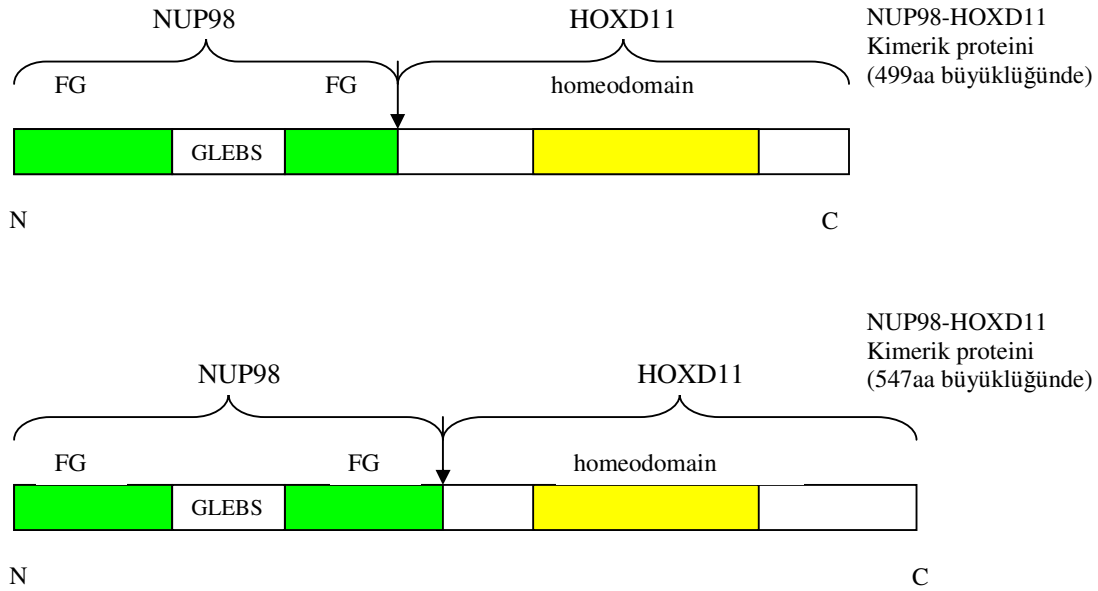 NUP98
HOXD11
NUP98-HOXD11
Kimerik proteini
(499aa büyüklüğünde)
FG
FG
homeodomain
GLEBS
N
C
NUP98-HOXD11
Kimerik proteini
(547aa büyüklüğünde)
NUP98
HOXD11
FG
FG
homeodomain
GLEBS
N
C